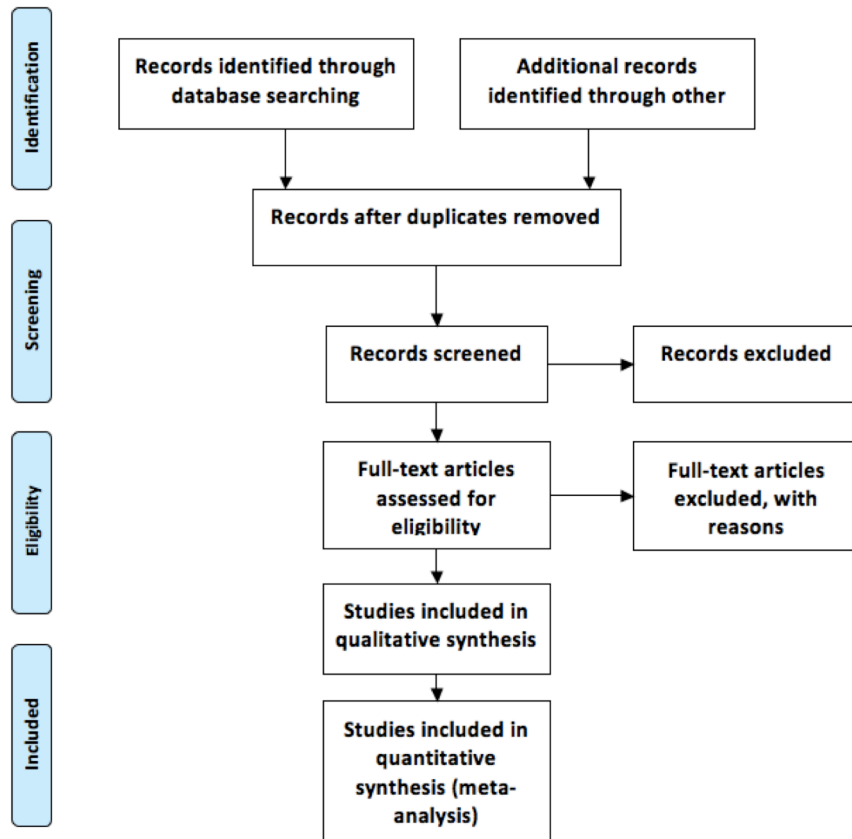 Identification
Records identified through
database searching
Additional records
identified through other
Records after duplicates removed
Screening
Records screened
Records excluded
Eligibility
Full-text articles
assessed for
eligibility
Full-text articles
excluded, with
reasons
Studies included in
qualitative synthesis
Included
Studies included in
quantitative
synthesis (meta-
analysis)